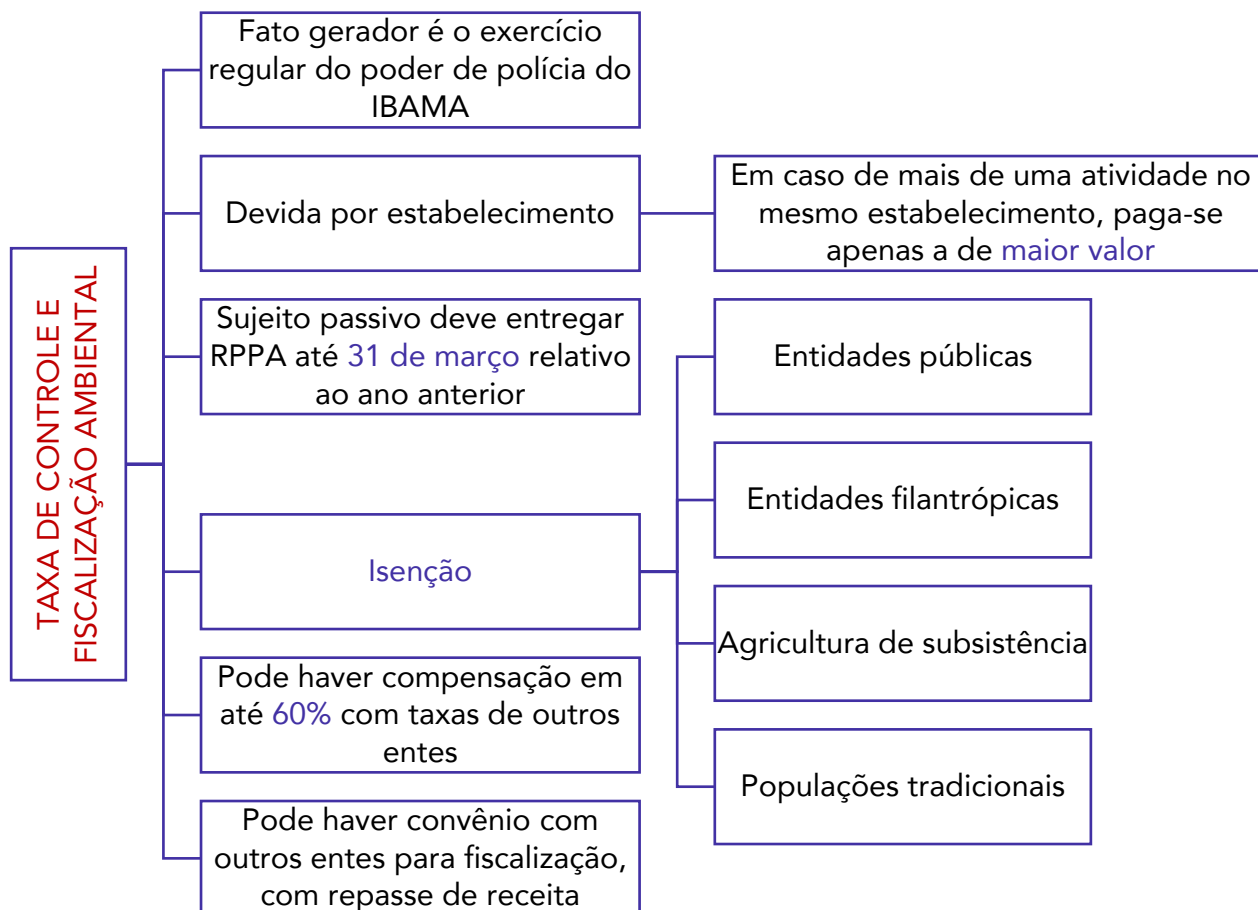 TAXA DE CONTROLE E
FISCALIZAÇÃO AMBIENTAL
Fato gerador é o exercício
regular do poder de polícia do
IBAMA
Devida por estabelecimento
Em caso de mais de uma atividade no
mesmo estabelecimento, paga-se
apenas a de maior valor
Sujeito passivo deve entregar
RPPA até 31 de março relativo
ao ano anterior
Isenção
Entidades públicas
Entidades filantrópicas
Agricultura de subsistência
Populações tradicionais
Pode haver compensação em
até 60% com taxas de outros
entes
Pode haver convênio com
outros entes para fiscalização,
com repasse de receita